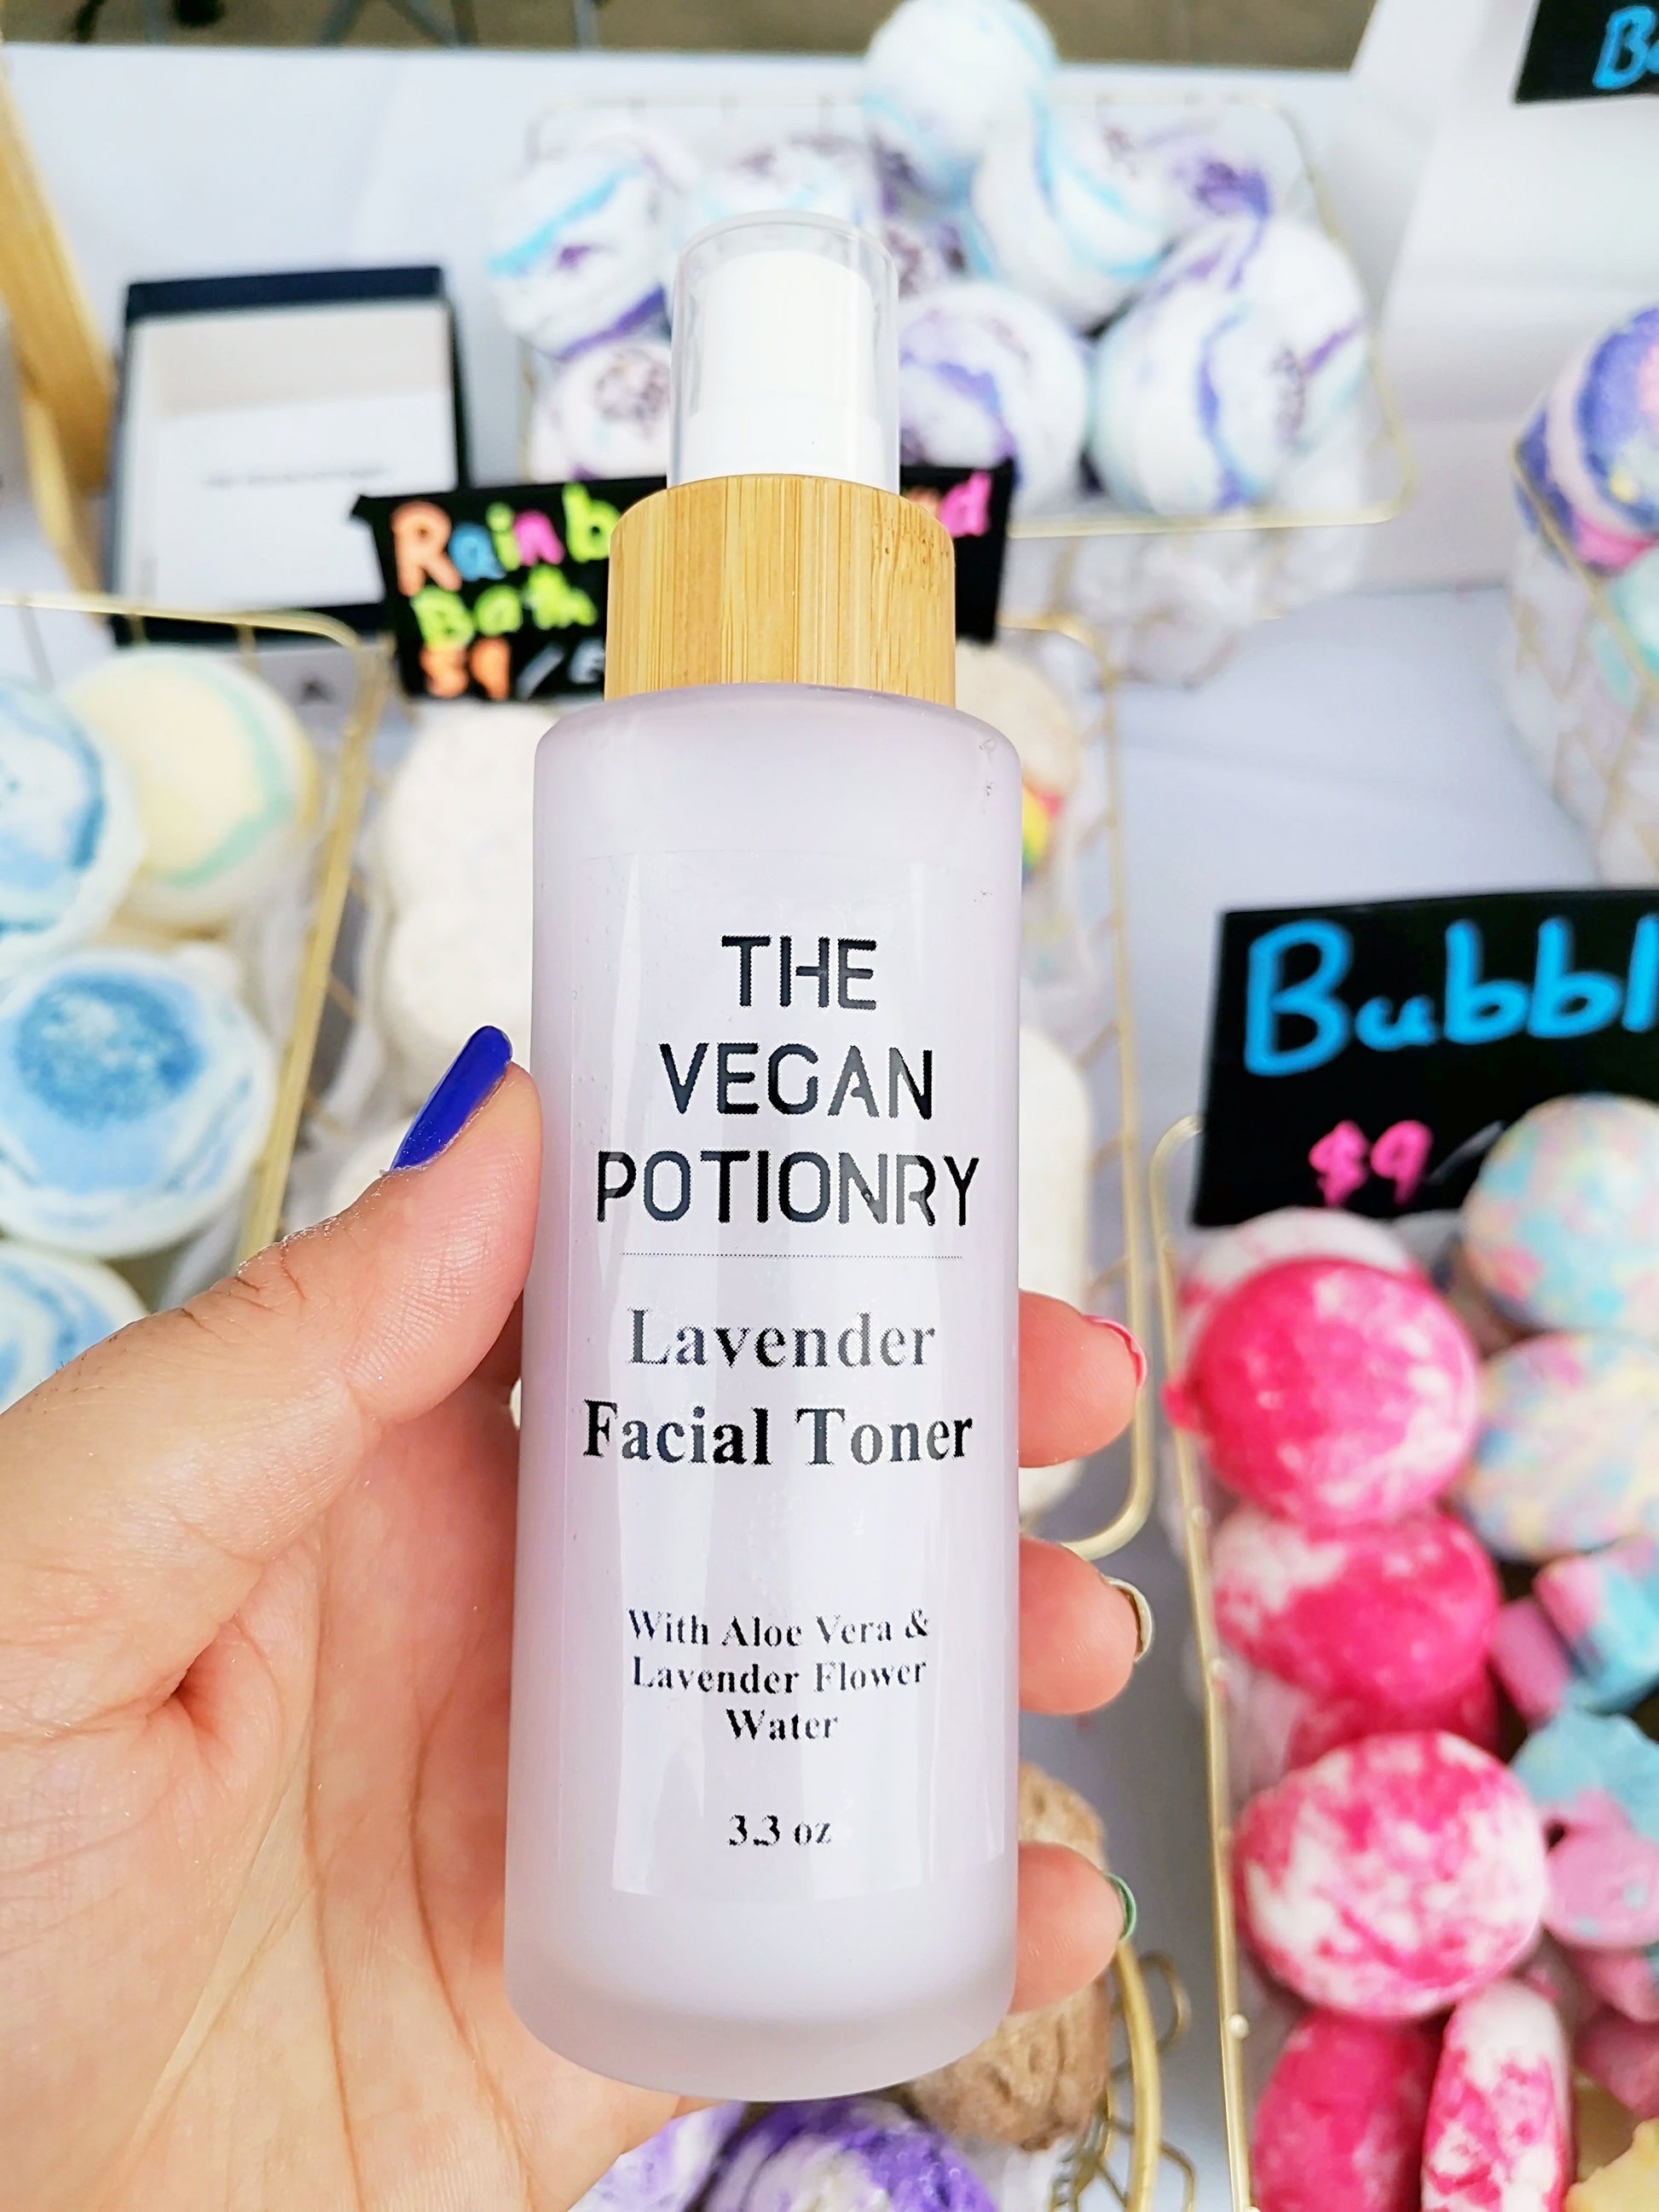 Rainb
Bath
$9/E
THE
VEGAN
POTIONRY
Lavender
Facial Toner
With Aloe Vera &
Lavender Flower
Water
3.3 oz
Bubbl
$9/